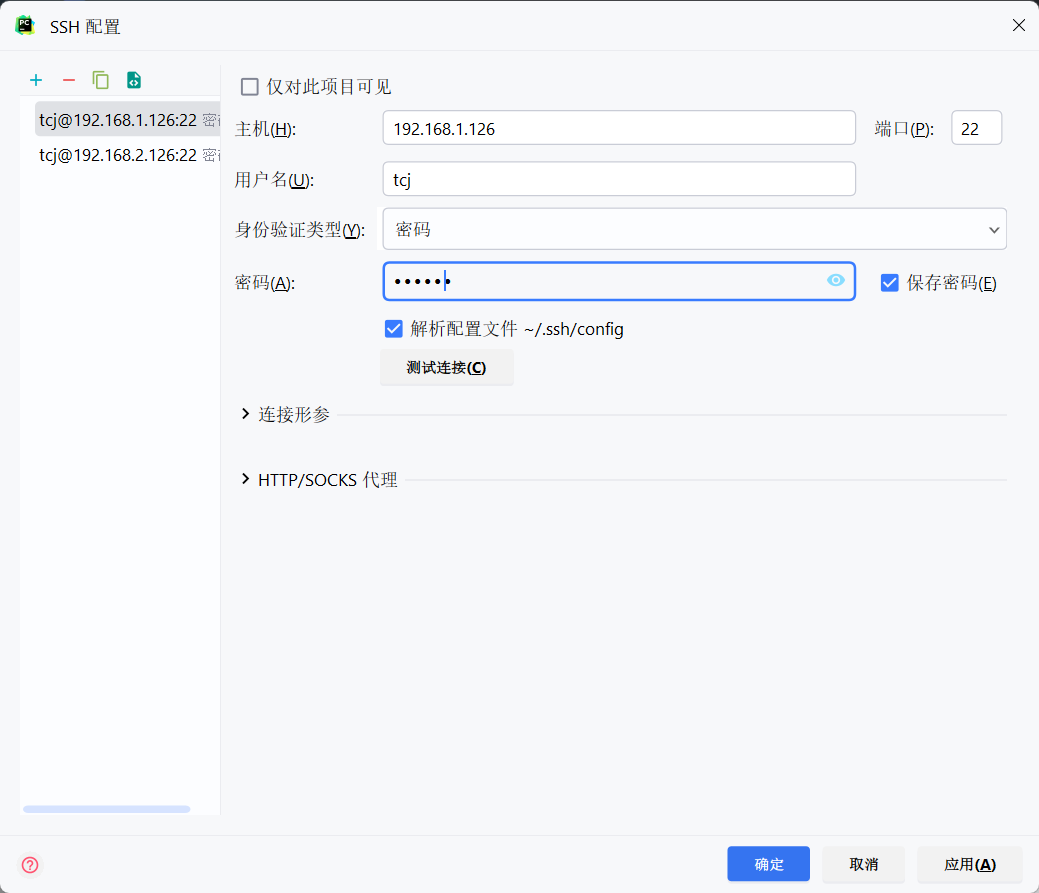 SSH 配置
仅对此项目可见
tcj@192.168.1.126:22 密
主机(H):
192.168.1.126
端口(P):
22
tcj@192.168.2.126:22 密
用户名(U):
tcj
身份验证类型(Y):
密码
密码(A):
••••••
保存密码(E)
解析配置文件 ~/.ssh/config
测试连接(C)
连接形参
HTTP/SOCKS 代理
确定
取消
应用(A)